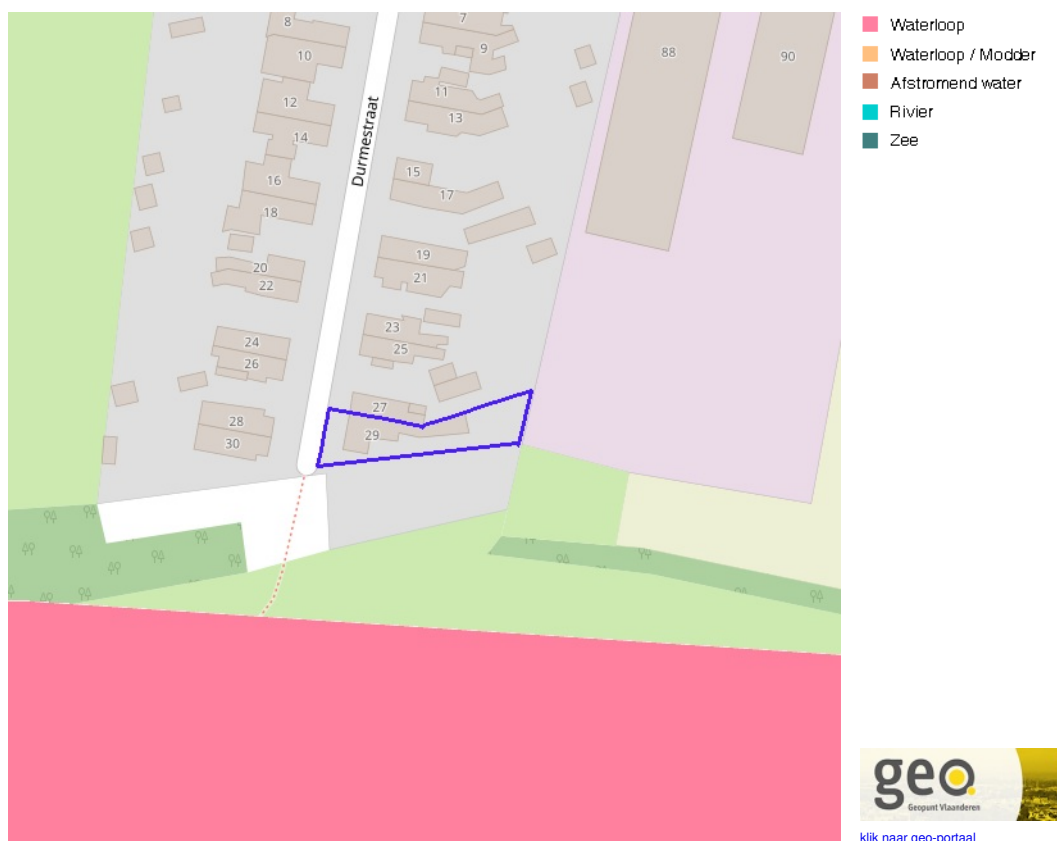 8
7
10
9
12
11
14
13
16
15
18
17
20
19
22
21
24
23
26
25
28
27
30
29
88
90
Durmestraat
Waterloop
Waterloop / Modder
Afstromend water
Rivier
Zee
geo
Geopunt Vlaanderen
klik naar geo-portaal